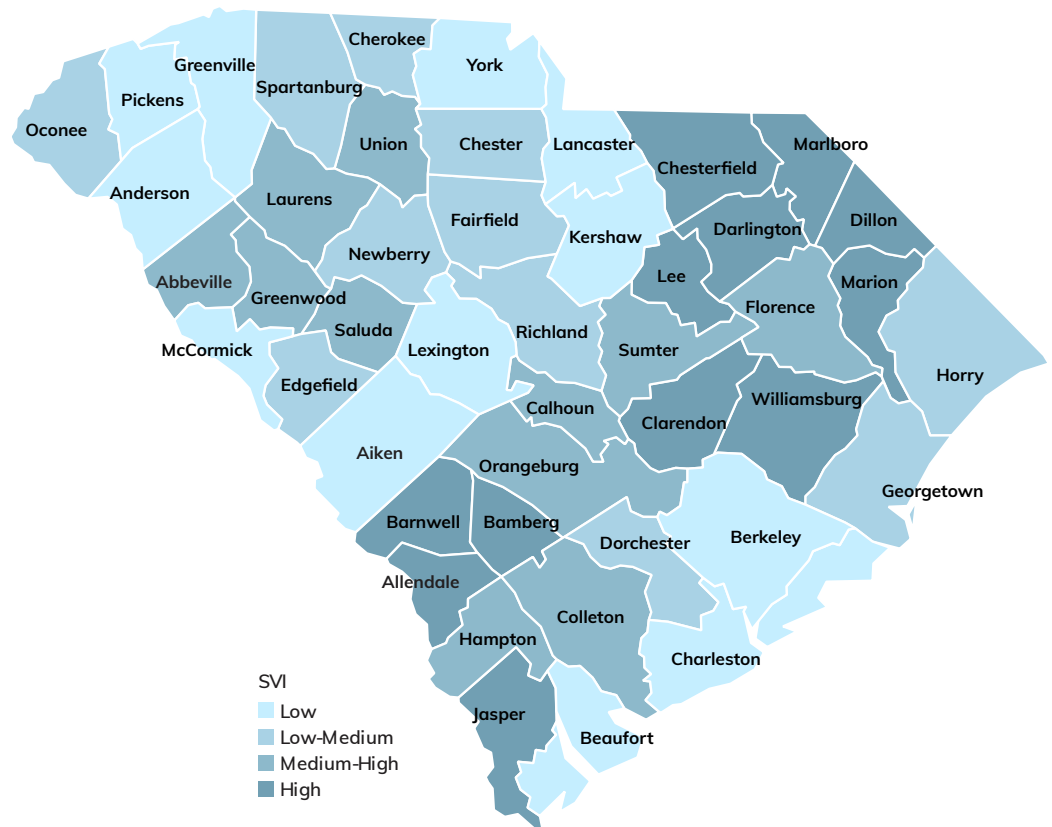 Cherokee
Greenville
York
Spartanburg
Pickens
Oconee
Union
Chester
Lancaster
Marlboro
Chesterfield
Anderson
Laurens
Fairfield
Dillon
Darlington
Kershaw
Newberry
Abbeville
Lee
Marion
Greenwood
Florence
Saluda
Richland
McCormick
Lexington
Sumter
Horry
Edgefield
Williamsburg
Calhoun
Clarendon
Aiken
Orangeburg
Georgetown
Barnwell
Bamberg
Berkeley
Dorchester
Allendale
Colleton
Hampton
Charleston
SVI
Low
Low-Medium
Medium-High
High
Jasper
Beaufort